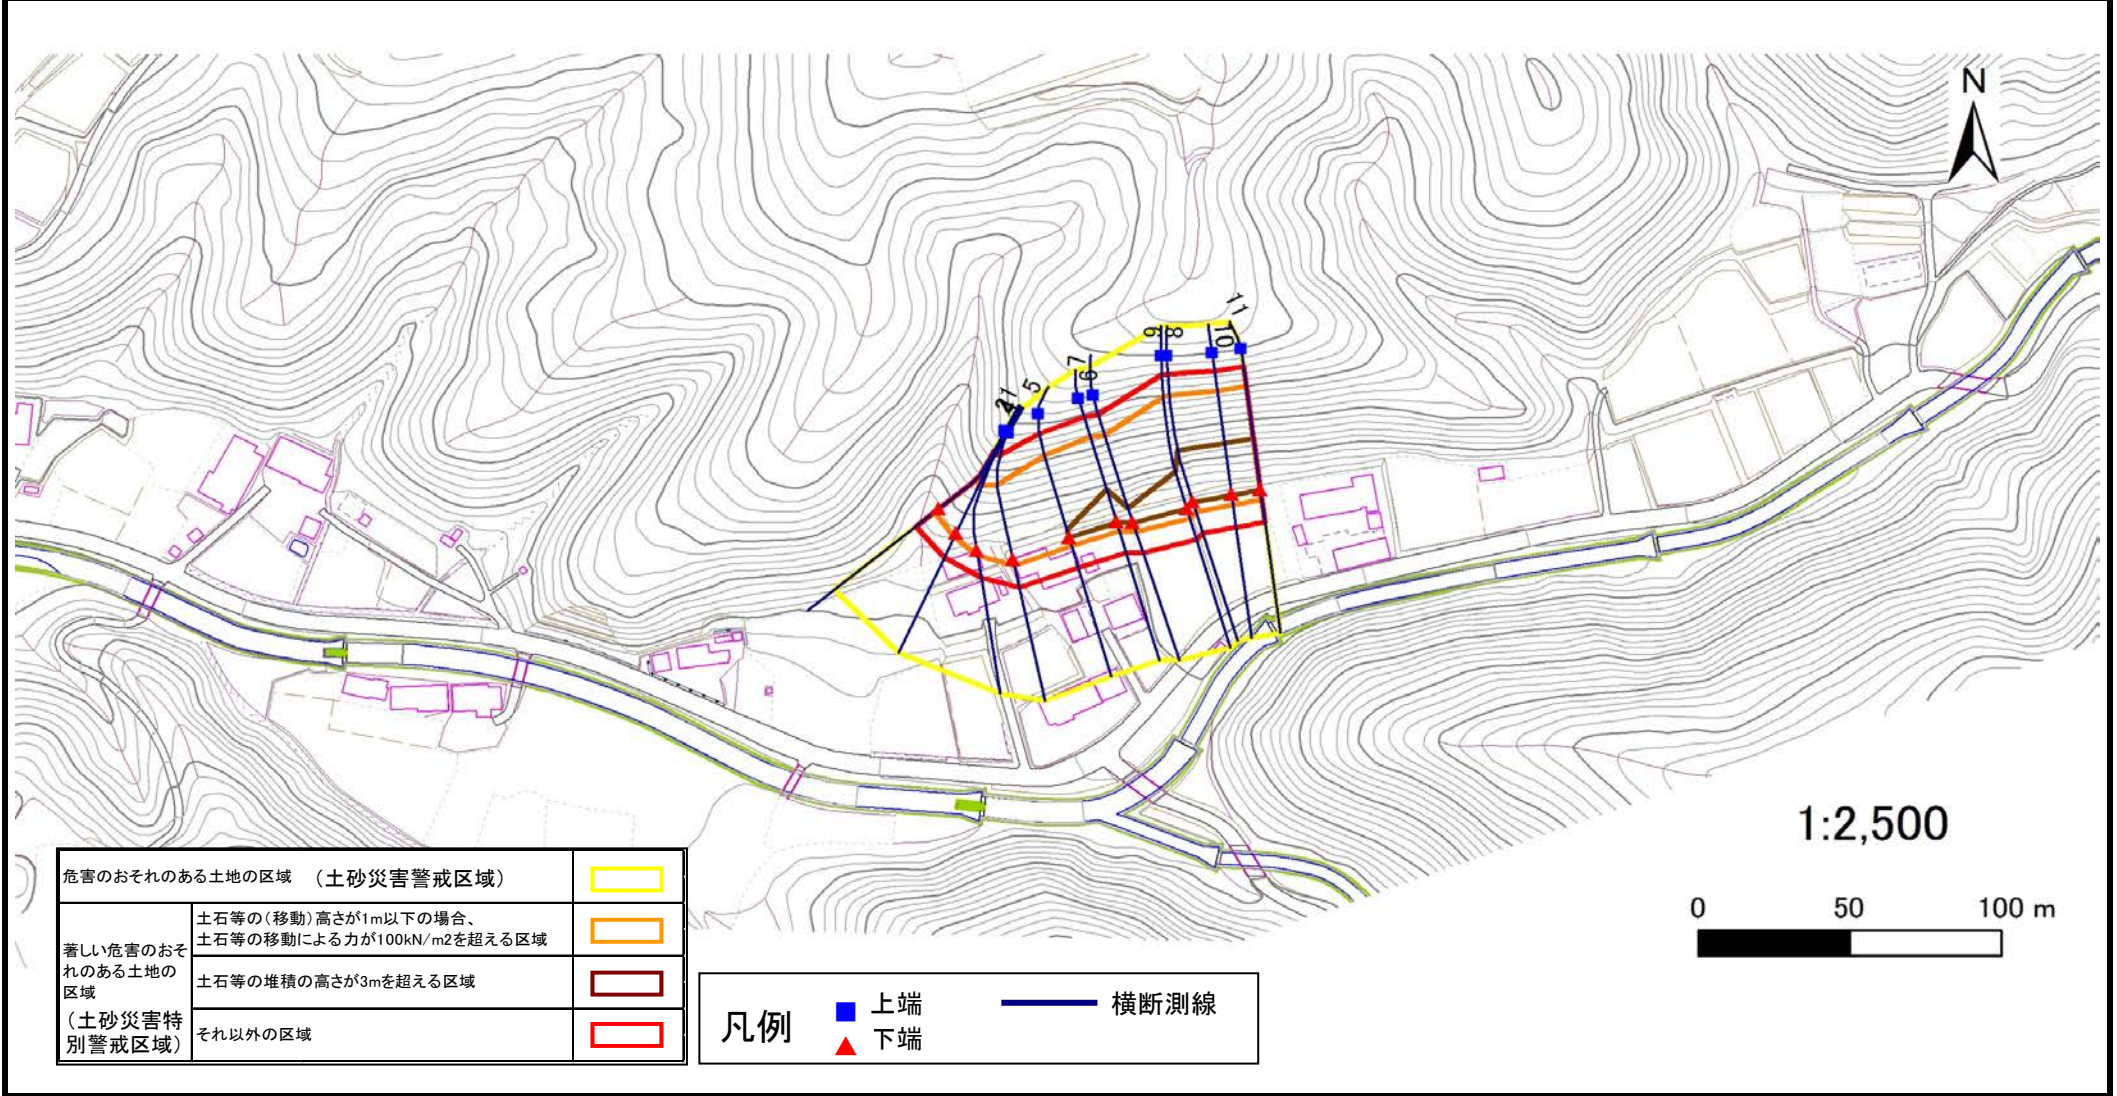 N
11
10
9
8
7
6
5
21
1:2,500
0 50 100 m
危害のおそれのある土地の区域 （土砂災害警戒区域）
著しい危害のおそ
れのある土地の
区域
（土砂災害特
別警戒区域）
土石等の（移動）高さが1m以下の場合、
土石等の移動による力が100kN/m2を超える区域
土石等の堆積の高さが3mを超える区域
それ以外の区域
凡例
上端
下端
横断測線